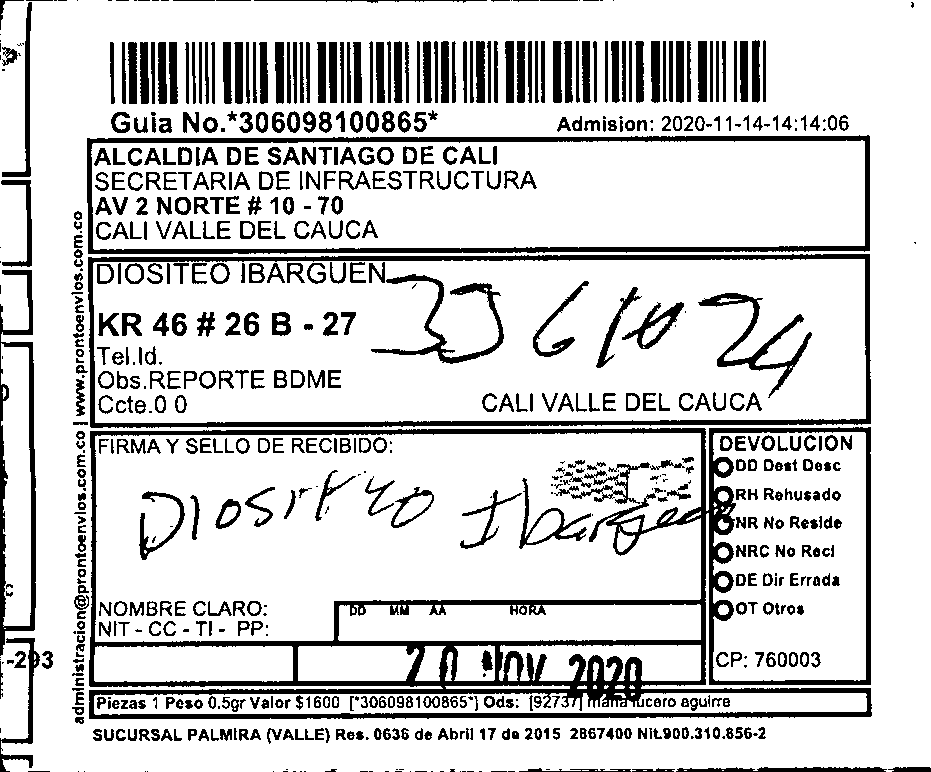 Guia No.*306098100865*
Admision: 2020-11-14-14:14:06
ALCALDIA DE SANTIAGO DE CALI
SECRETARIA DE INFRAESTRUCTURA
AV 2 NORTE # 10 - 70
CALI VALLE DEL CAUCA
DIOSITEO IBARGUEN
KR 46 # 26 B - 27
Tel.Id.
Obs.REPORTE BDME
Ccte.0 0
CALI VALLE DEL CAUCA
FIRMA Y SELLO DE RECIBIDO:
Ibarguen
NOMBRE CLARO:
NIT - CC - TI - PP:
DD MM AA HORA
20 NOV 2020
DEVOLUCION
DD Dest Desc
RH Rehusado
NR No Reside
NRC No Recl
DE Dir Errada
OT Otros
CP: 760003
Piezas 1 Peso 0.5gr Valor $1600 [*306098100865*] Ods: [92737] maria lucero aguirre
SUCURSAL PALMIRA (VALLE) Res. 0636 de Abril 17 de 2015 2867400 Nit.900.310.856-2
administracion@prontoenvios.com.co | www.prontoenvios.com.co
-293